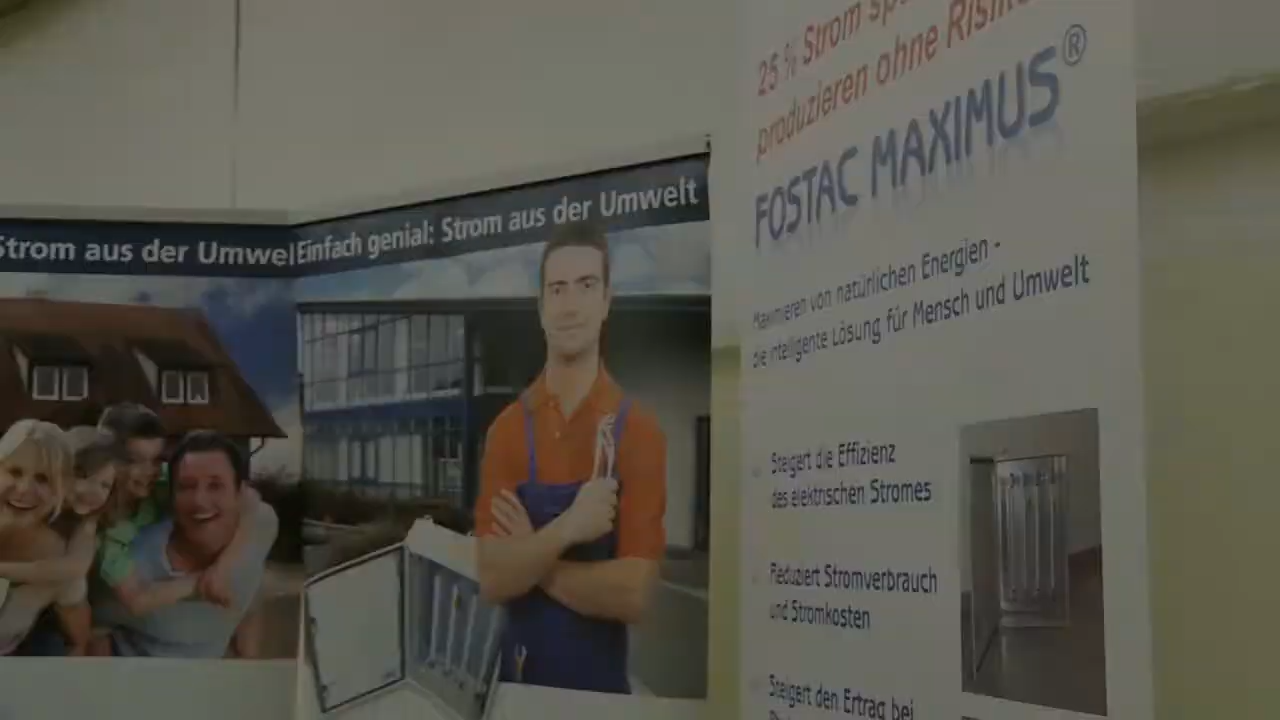 Strom aus der Umwel
Einfach genial: Strom aus der Umwelt
25 % Strom
produzieren ohne
FOSTAC MAXIMUS®
Maximieren von natürlichen Energien -
die intelligente Lösung für Mensch und Umwelt
Steigert die Effizienz
des elektrischen Stromes
Reduziert Stromverbrauch
und Stromkosten
Steigert den Ertrag bei